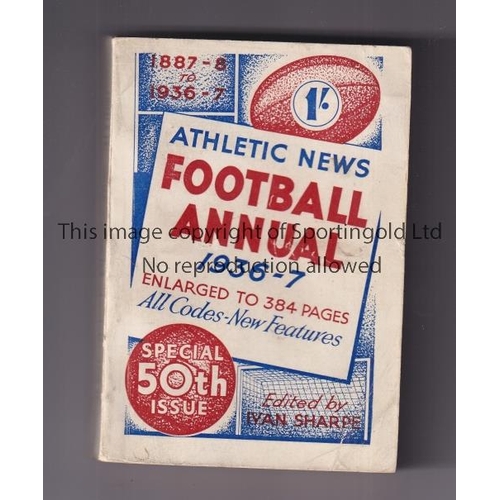 1887-8
TO
1936-7
1/-
ATHLETIC NEWS
FOOTBALL
ANNUAL
1936-7
ENLARGED TO 384 PAGES
All Codes-New Features
SPECIAL
50th
ISSUE
Edited by
IVAN SHARPE
This image copyright of Sportingold Ltd
No reproduction allowed